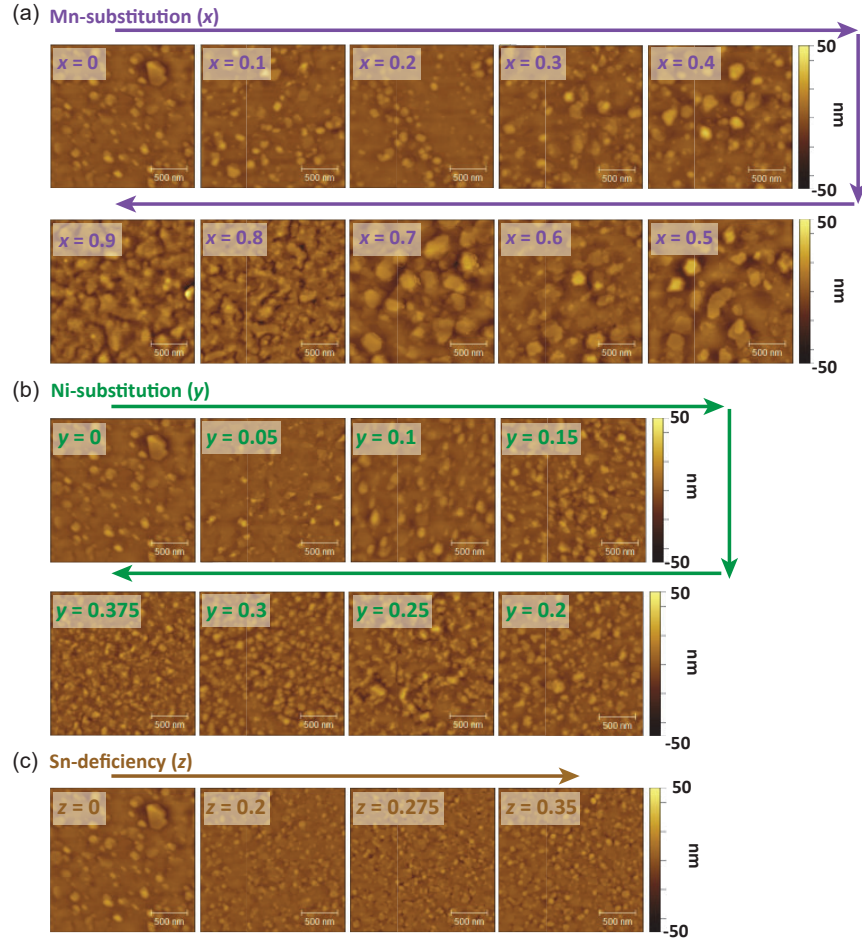 (a) Mn-substitution (x)
x = 0 x = 0.1 x = 0.2 x = 0.3 x = 0.4 50
nm
500 nm 500 nm 500 nm 500 nm 500 nm -50
x = 0.9 x = 0.8 x = 0.7 x = 0.6 x = 0.5 50
nm
500 nm 500 nm 500 nm 500 nm 500 nm -50
(b) Ni-substitution (y)
y = 0 y = 0.05 y = 0.1 y = 0.15 50
nm
500 nm 500 nm 500 nm 500 nm -50
y = 0.375 y = 0.3 y = 0.25 y = 0.2 50
nm
500 nm 500 nm 500 nm 500 nm -50
(c) Sn-deficiency (z)
z = 0 z = 0.2 z = 0.275 z = 0.35 50
nm
500 nm 500 nm 500 nm 500 nm -50